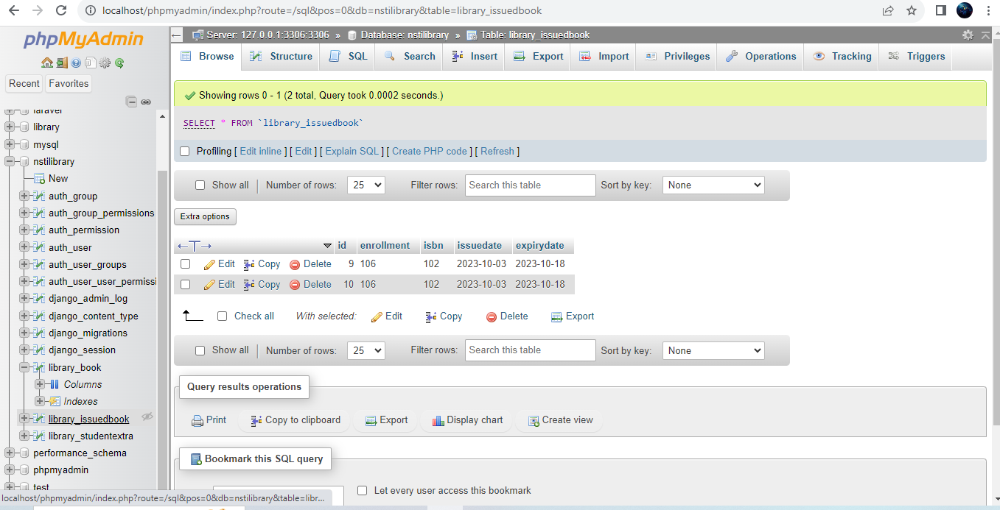 localhost/phpmyadmin/index.php?route=/sql&pos=0&db=nstilibrary&table=library_issuedbook
phpMyAdmin
Recent Favorites
laravel
library
mysql
nstilibrary
New
auth_group
auth_group_permissions
auth_permission
auth_user
auth_user_groups
auth_user_user_permissi
django_admin_log
django_content_type
django_migrations
django_session
library_book
Columns
Indexes
library_issuedbook
library_studentextra
performance_schema
phpmyadmin
test
localhost/phpmyadmin/index.php?route=/sql&pos=0&db=nstilibrary&table=libr...
Server: 127.0.0.1:3306:3306 » Database: nstilibrary » Table: library_issuedbook
Browse Structure SQL Search Insert Export Import Privileges Operations Tracking Triggers
Showing rows 0 - 1 (2 total, Query took 0.0002 seconds.)
SELECT * FROM `library_issuedbook`
Profiling [ Edit inline ] [ Edit ] [ Explain SQL ] [ Create PHP code ] [ Refresh ]
Show all Number of rows: 25 Filter rows: Search this table Sort by key: None
Extra options
id enrollment isbn issuedate expirydate
Edit Copy Delete 9 106 102 2023-10-03 2023-10-18
Edit Copy Delete 10 106 102 2023-10-03 2023-10-18
Check all With selected: Edit Copy Delete Export
Show all Number of rows: 25 Filter rows: Search this table Sort by key: None
Query results operations
Print Copy to clipboard Export Display chart Create view
Bookmark this SQL query
Let every user access this bookmark